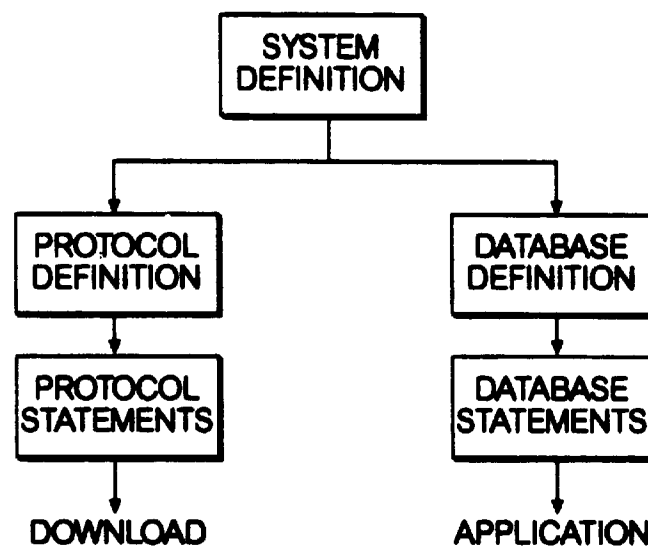 SYSTEM
DEFINITION
PROTOCOL
DEFINITION
DATABASE
DEFINITION
PROTOCOL
STATEMENTS
DATABASE
STATEMENTS
DOWNLOAD
APPLICATION